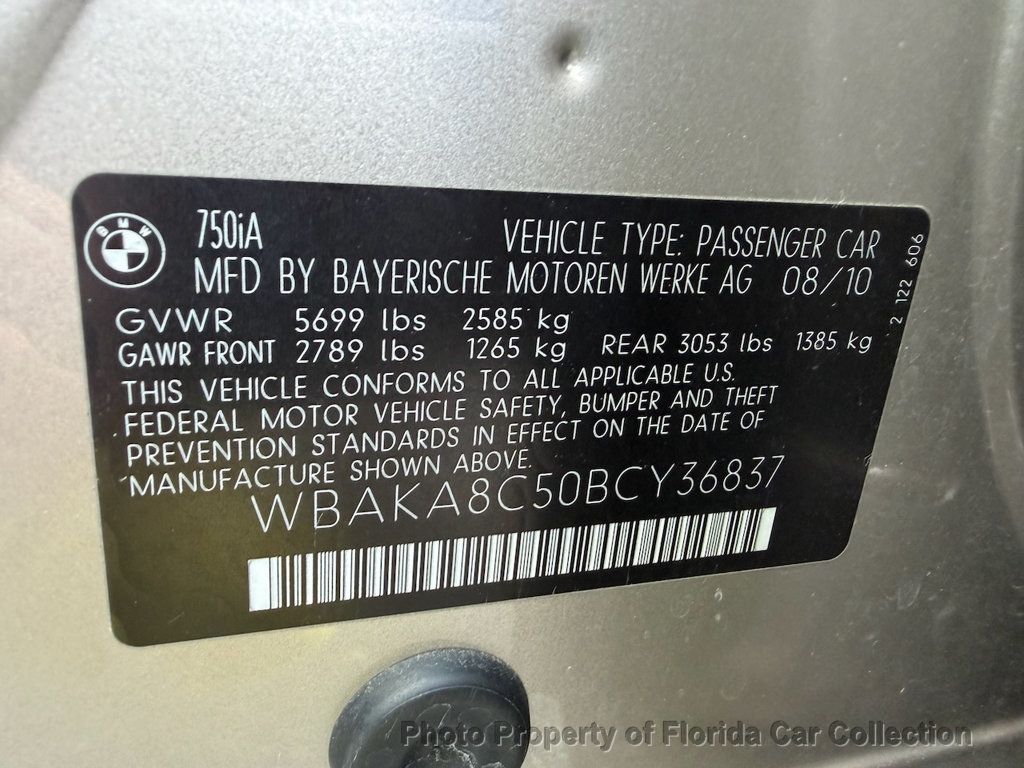 BMW
750iA
VEHICLE TYPE: PASSENGER CAR
MFD BY BAYERISCHE MOTOREN WERKE AG 08/10
GVWR 5699 lbs 2585 kg
GAWR FRONT 2789 lbs 1265 kg REAR 3053 lbs 1385 kg
THIS VEHICLE CONFORMS TO ALL APPLICABLE U.S.
FEDERAL MOTOR VEHICLE SAFETY, BUMPER AND THEFT
PREVENTION STANDARDS IN EFFECT ON THE DATE OF
MANUFACTURE SHOWN ABOVE.
WBAKA8C50BCY36837
2 122 606
Photo Property of Florida Car Collection